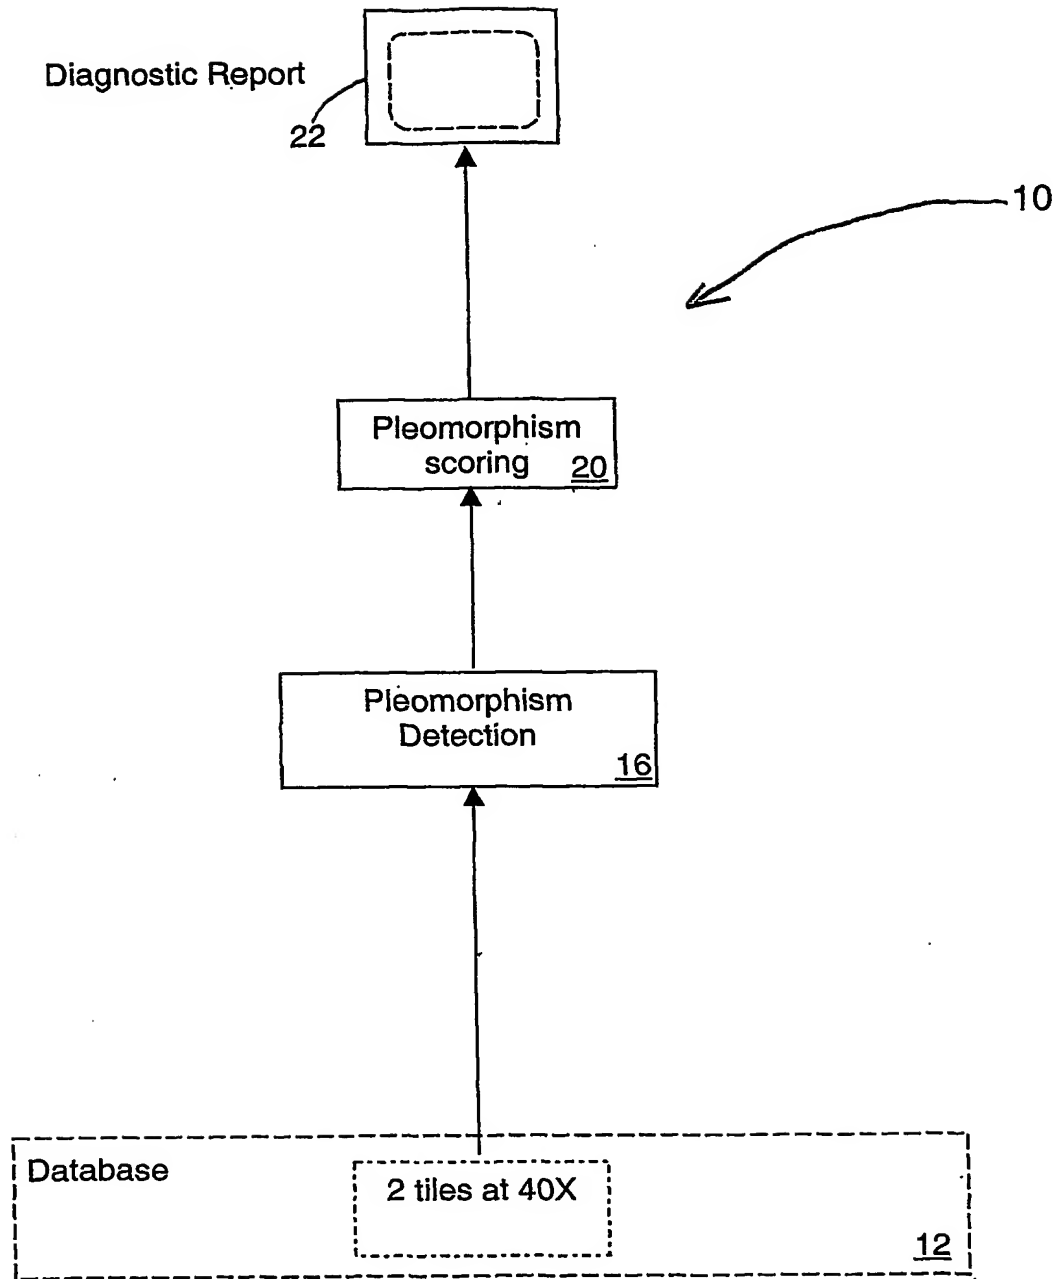 Diagnostic Report
22
10
Pleomorphism
scoring 20
Pleomorphism
Detection
16
Database
2 tiles at 40X
12